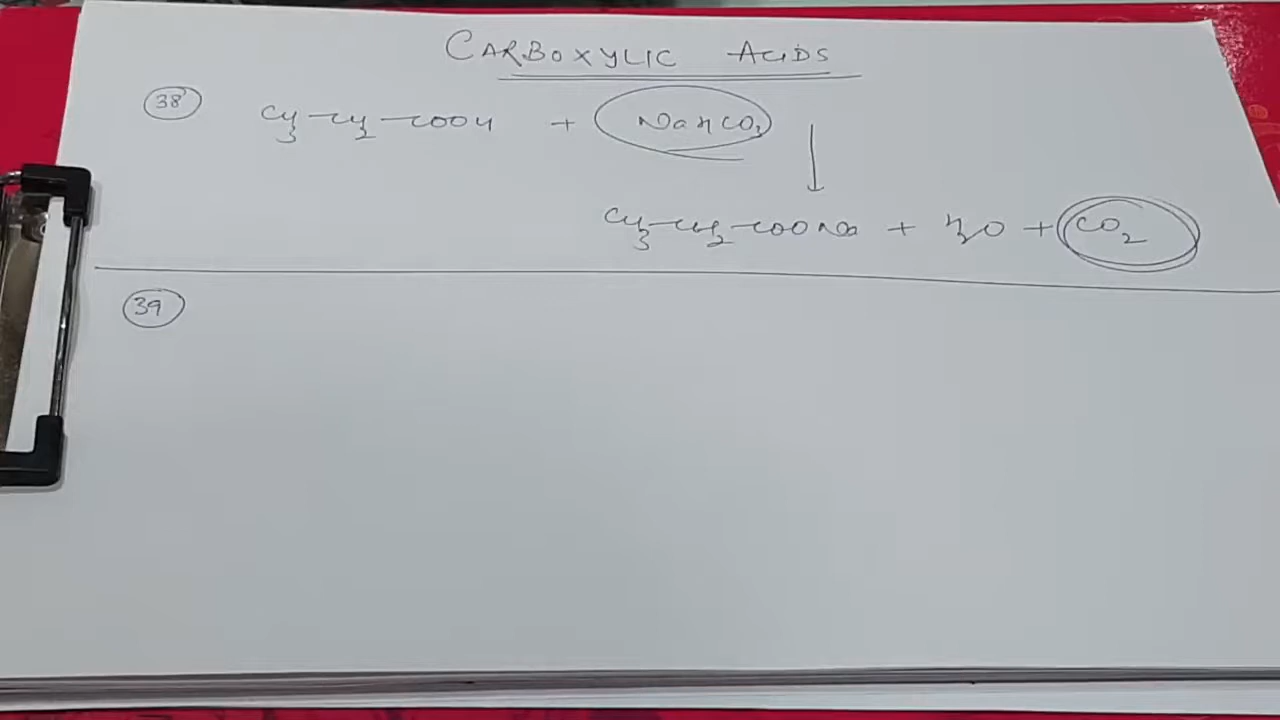 CARBOXYLIC ACIDS
38 CH3-CH2-COOH + NaHCO3
CH3-CH2-COONa + H2O + CO2
39